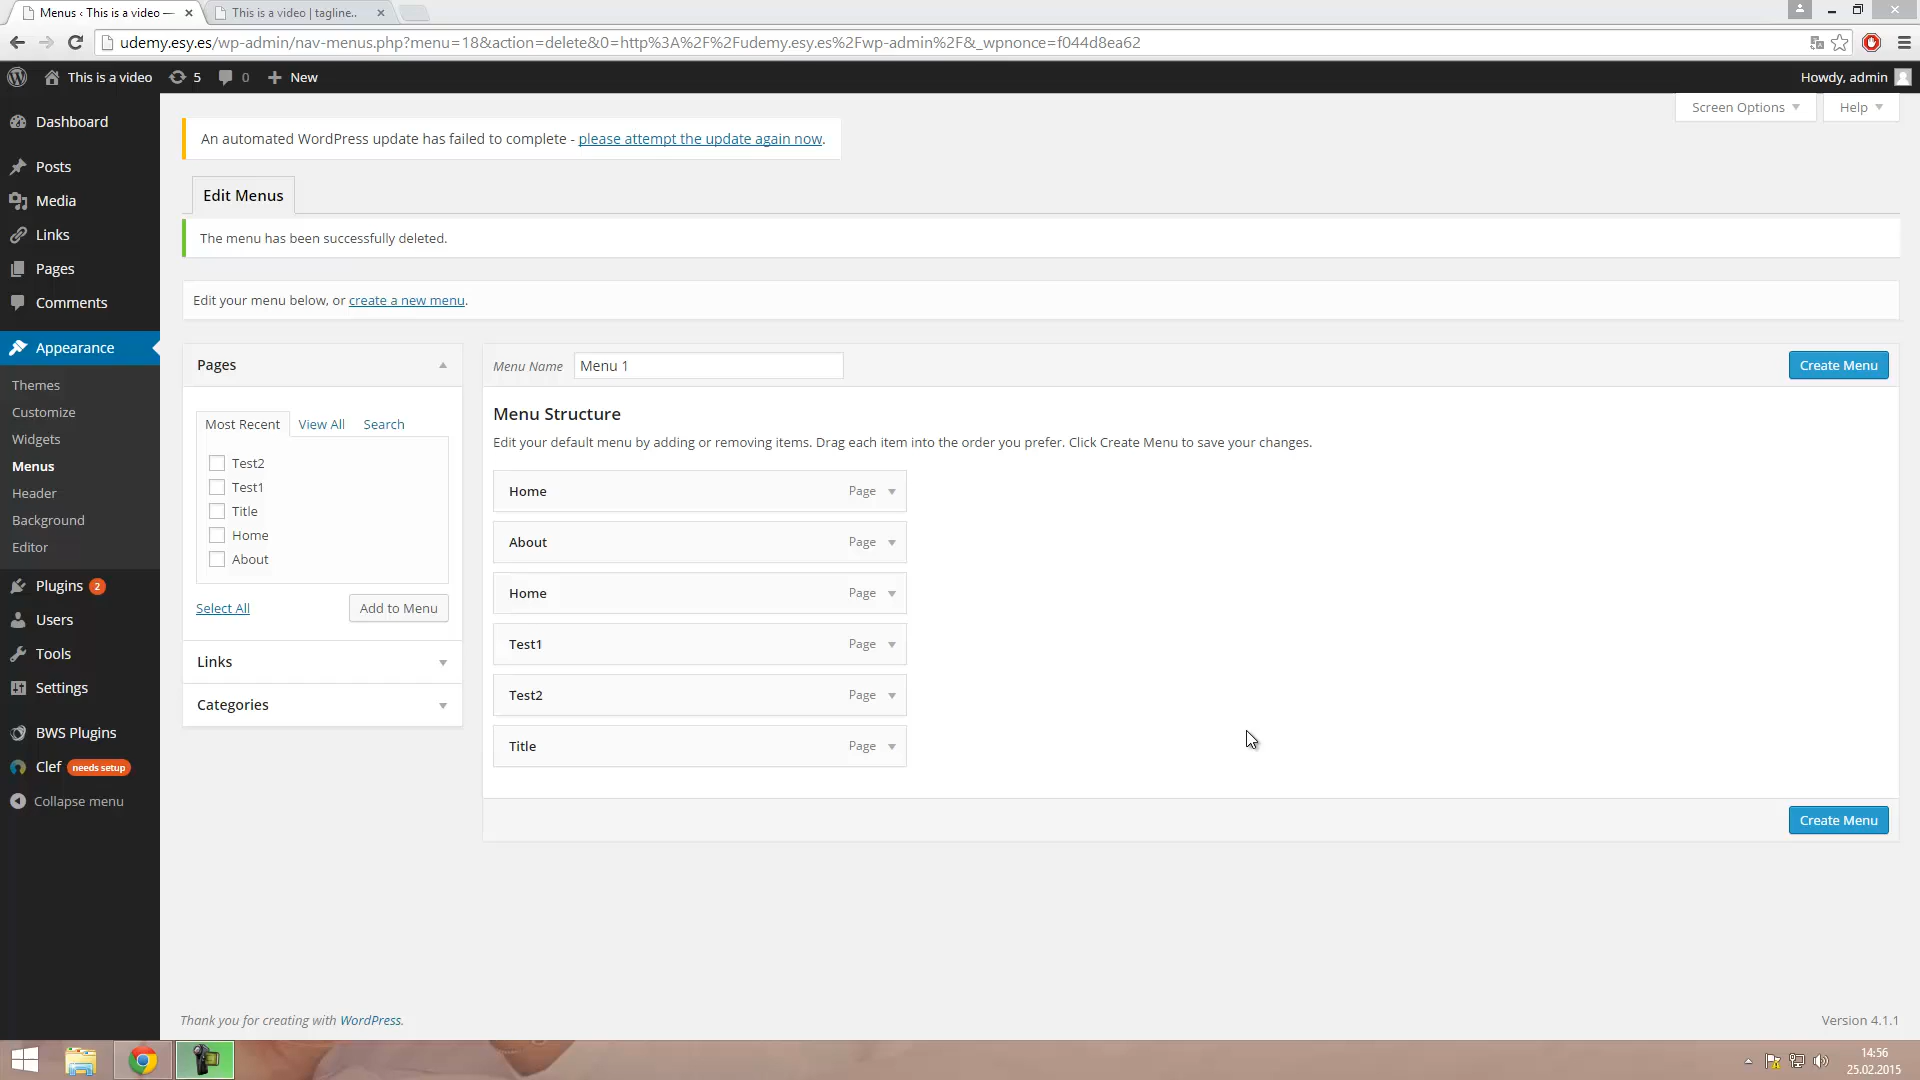 Menus ‹ This is a video —
This is a video | tagline..
udemy.esy.es/wp-admin/nav-menus.php?menu=18&action=delete&0=http%3A%2F%2Fudemy.esy.es%2Fwp-admin%2F&_wpnonce=f044d8ea62
This is a video 5 0 New
Howdy, admin
Screen Options
Help
An automated WordPress update has failed to complete - please attempt the update again now.
Edit Menus
The menu has been successfully deleted.
Edit your menu below, or create a new menu.
Dashboard
Posts
Media
Links
Pages
Comments
Appearance
Themes
Customize
Widgets
Menus
Header
Background
Editor
Plugins 2
Users
Tools
Settings
BWS Plugins
Clef needs setup
Collapse menu
Pages
Most Recent View All Search
Test2
Test1
Title
Home
About
Select All
Add to Menu
Links
Categories
Menu Name Menu 1
Create Menu
Menu Structure
Edit your default menu by adding or removing items. Drag each item into the order you prefer. Click Create Menu to save your changes.
Home Page
About Page
Home Page
Test1 Page
Test2 Page
Title Page
Create Menu
Thank you for creating with WordPress.
Version 4.1.1
14:56
25.02.2015